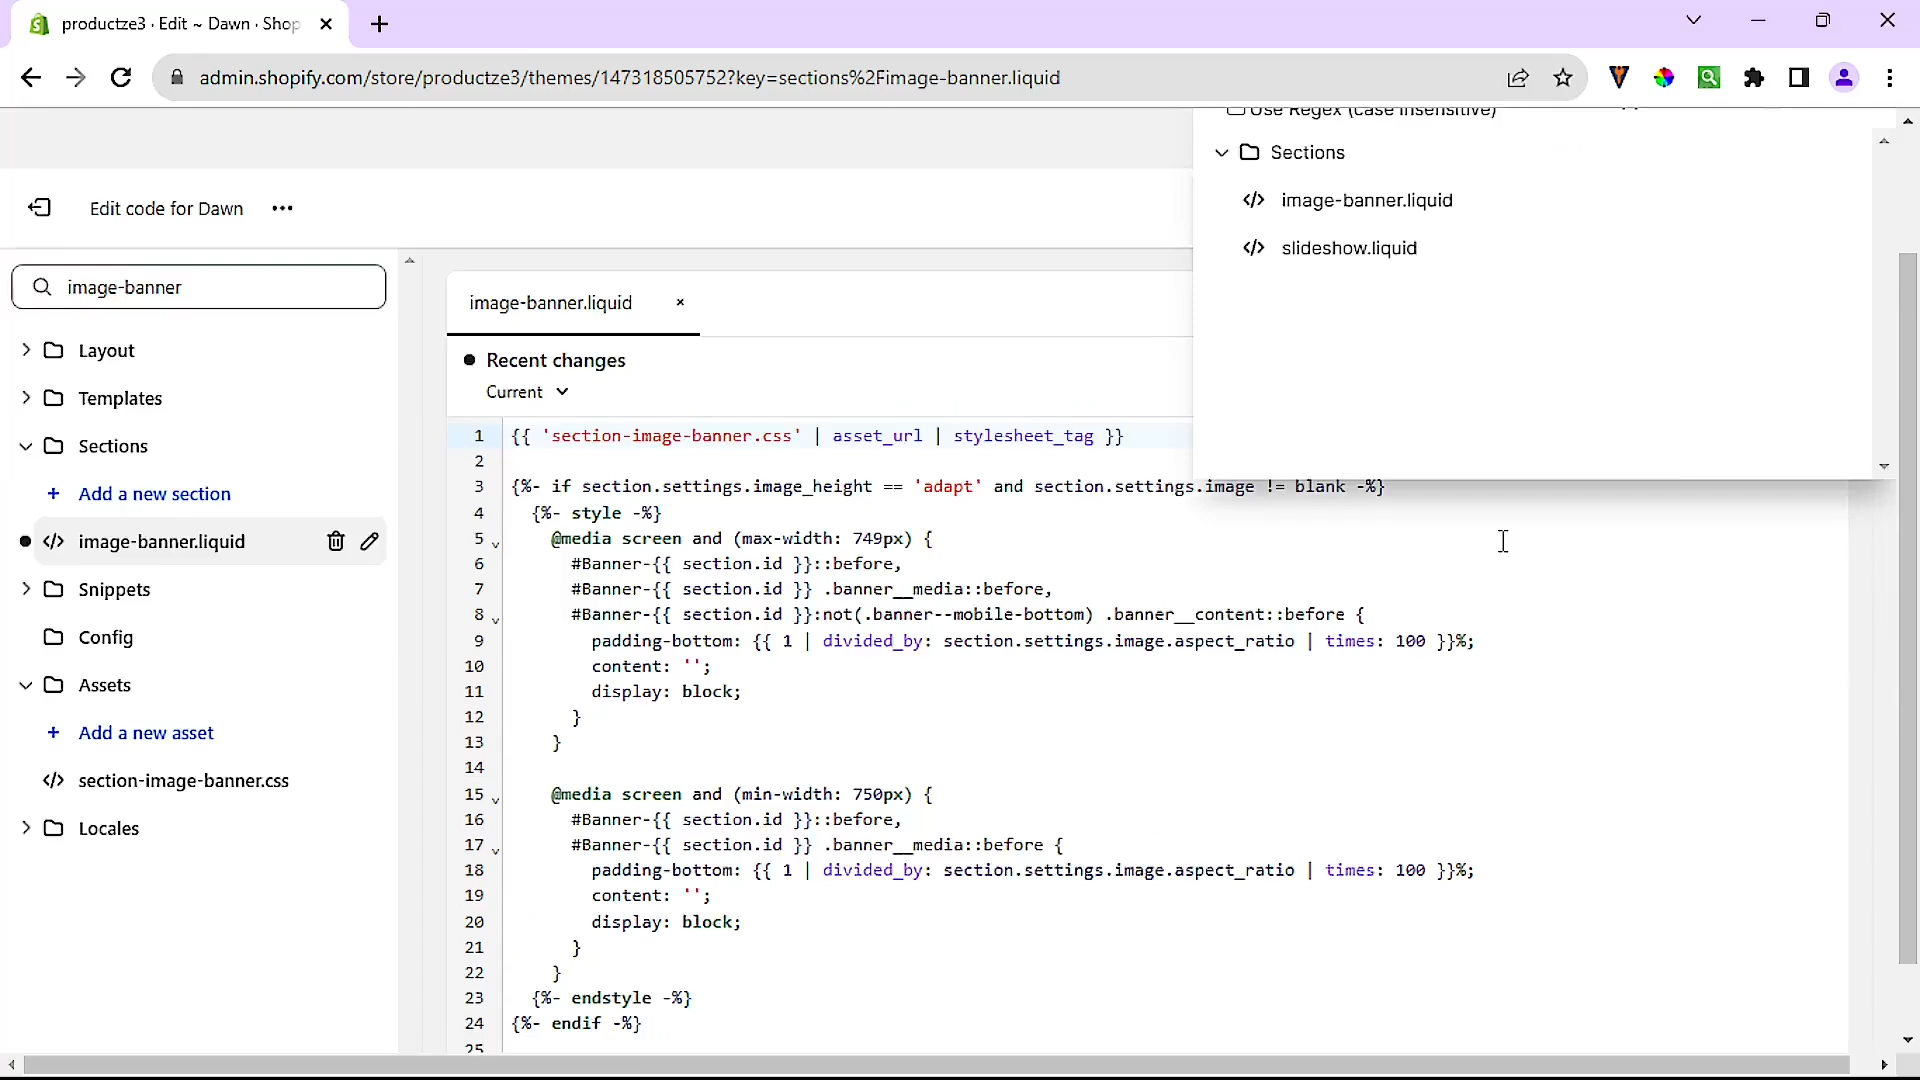 productze3 · Edit ~ Dawn · Shop
admin.shopify.com/store/productze3/themes/147318505752?key=sections%2Fimage-banner.liquid
Use Regex (case insensitive)
Sections
image-banner.liquid
slideshow.liquid
Edit code for Dawn
image-banner
Layout
Templates
Sections
+ Add a new section
</> image-banner.liquid
Snippets
Config
Assets
+ Add a new asset
</> section-image-banner.css
Locales
image-banner.liquid
Recent changes
Current
1 {{ 'section-image-banner.css' | asset_url | stylesheet_tag }}
2
3 {%- if section.settings.image_height == 'adapt' and section.settings.image != blank -%}
4 {%- style -%}
5 @media screen and (max-width: 749px) {
6 #Banner-{{ section.id }}::before,
7 #Banner-{{ section.id }} .banner__media::before,
8 #Banner-{{ section.id }}:not(.banner--mobile-bottom) .banner__content::before {
9 padding-bottom: {{ 1 | divided_by: section.settings.image.aspect_ratio | times: 100 }}%;
10 content: '';
11 display: block;
12 }
13 }
14
15 @media screen and (min-width: 750px) {
16 #Banner-{{ section.id }}::before,
17 #Banner-{{ section.id }} .banner__media::before {
18 padding-bottom: {{ 1 | divided_by: section.settings.image.aspect_ratio | times: 100 }}%;
19 content: '';
20 display: block;
21 }
22 }
23 {%- endstyle -%}
24 {%- endif -%}
25